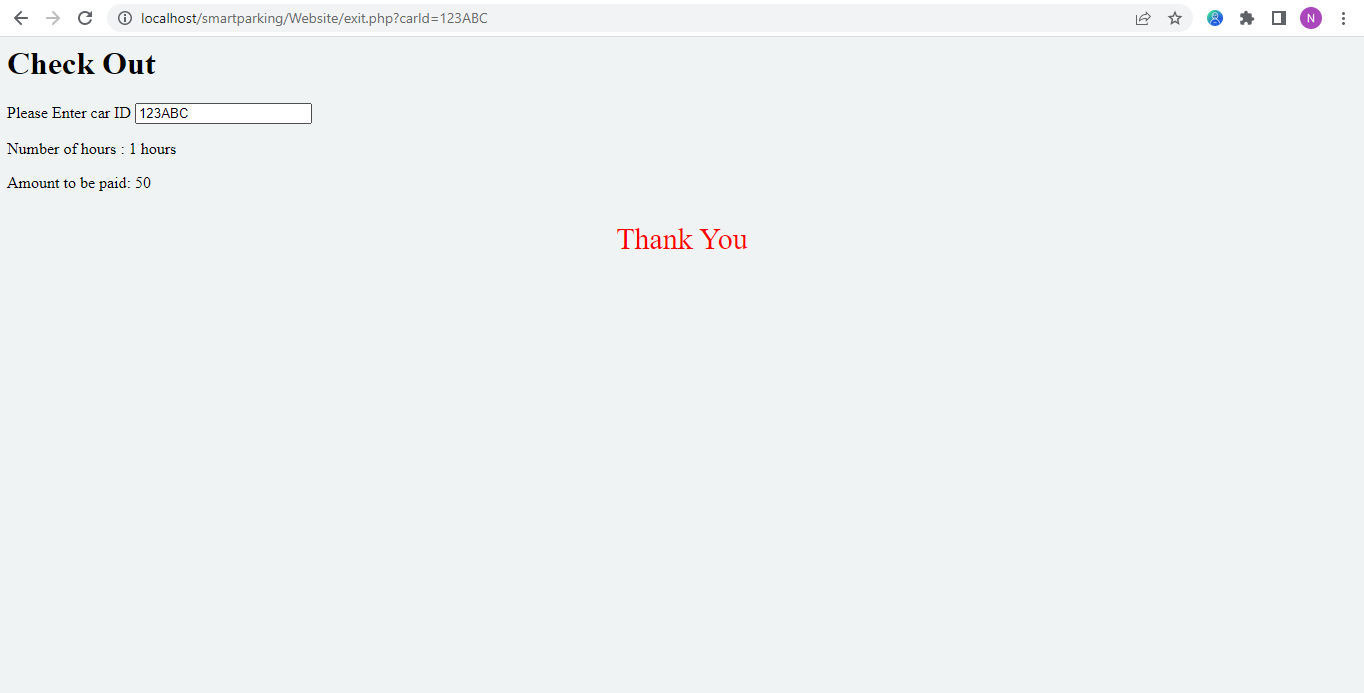 localhost/smartparking/Website/exit.php?carId=123ABC
N
Check Out
Please Enter car ID 123ABC
Number of hours : 1 hours
Amount to be paid: 50
Thank You